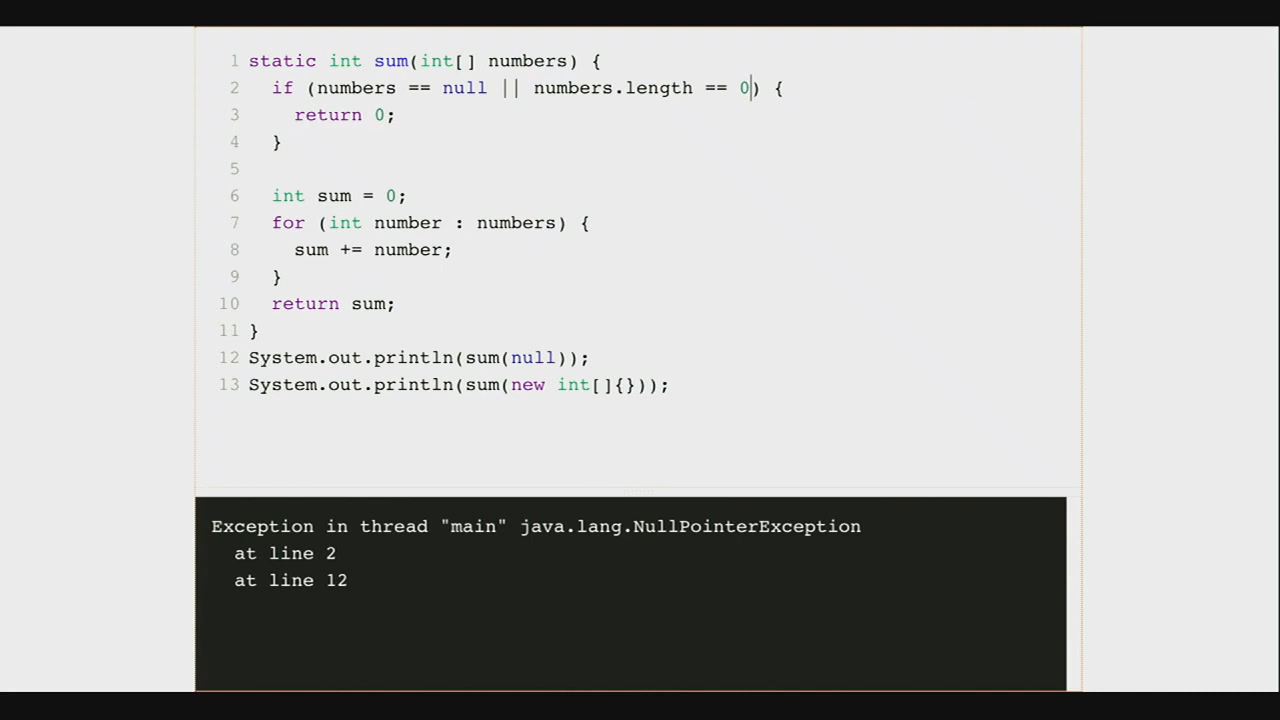 1 static int sum(int[] numbers) {
2 if (numbers == null || numbers.length == 0) {
3 return 0;
4 }
5
6 int sum = 0;
7 for (int number : numbers) {
8 sum += number;
9 }
10 return sum;
11 }
12 System.out.println(sum(null));
13 System.out.println(sum(new int[]{}));
Exception in thread "main" java.lang.NullPointerException
at line 2
at line 12